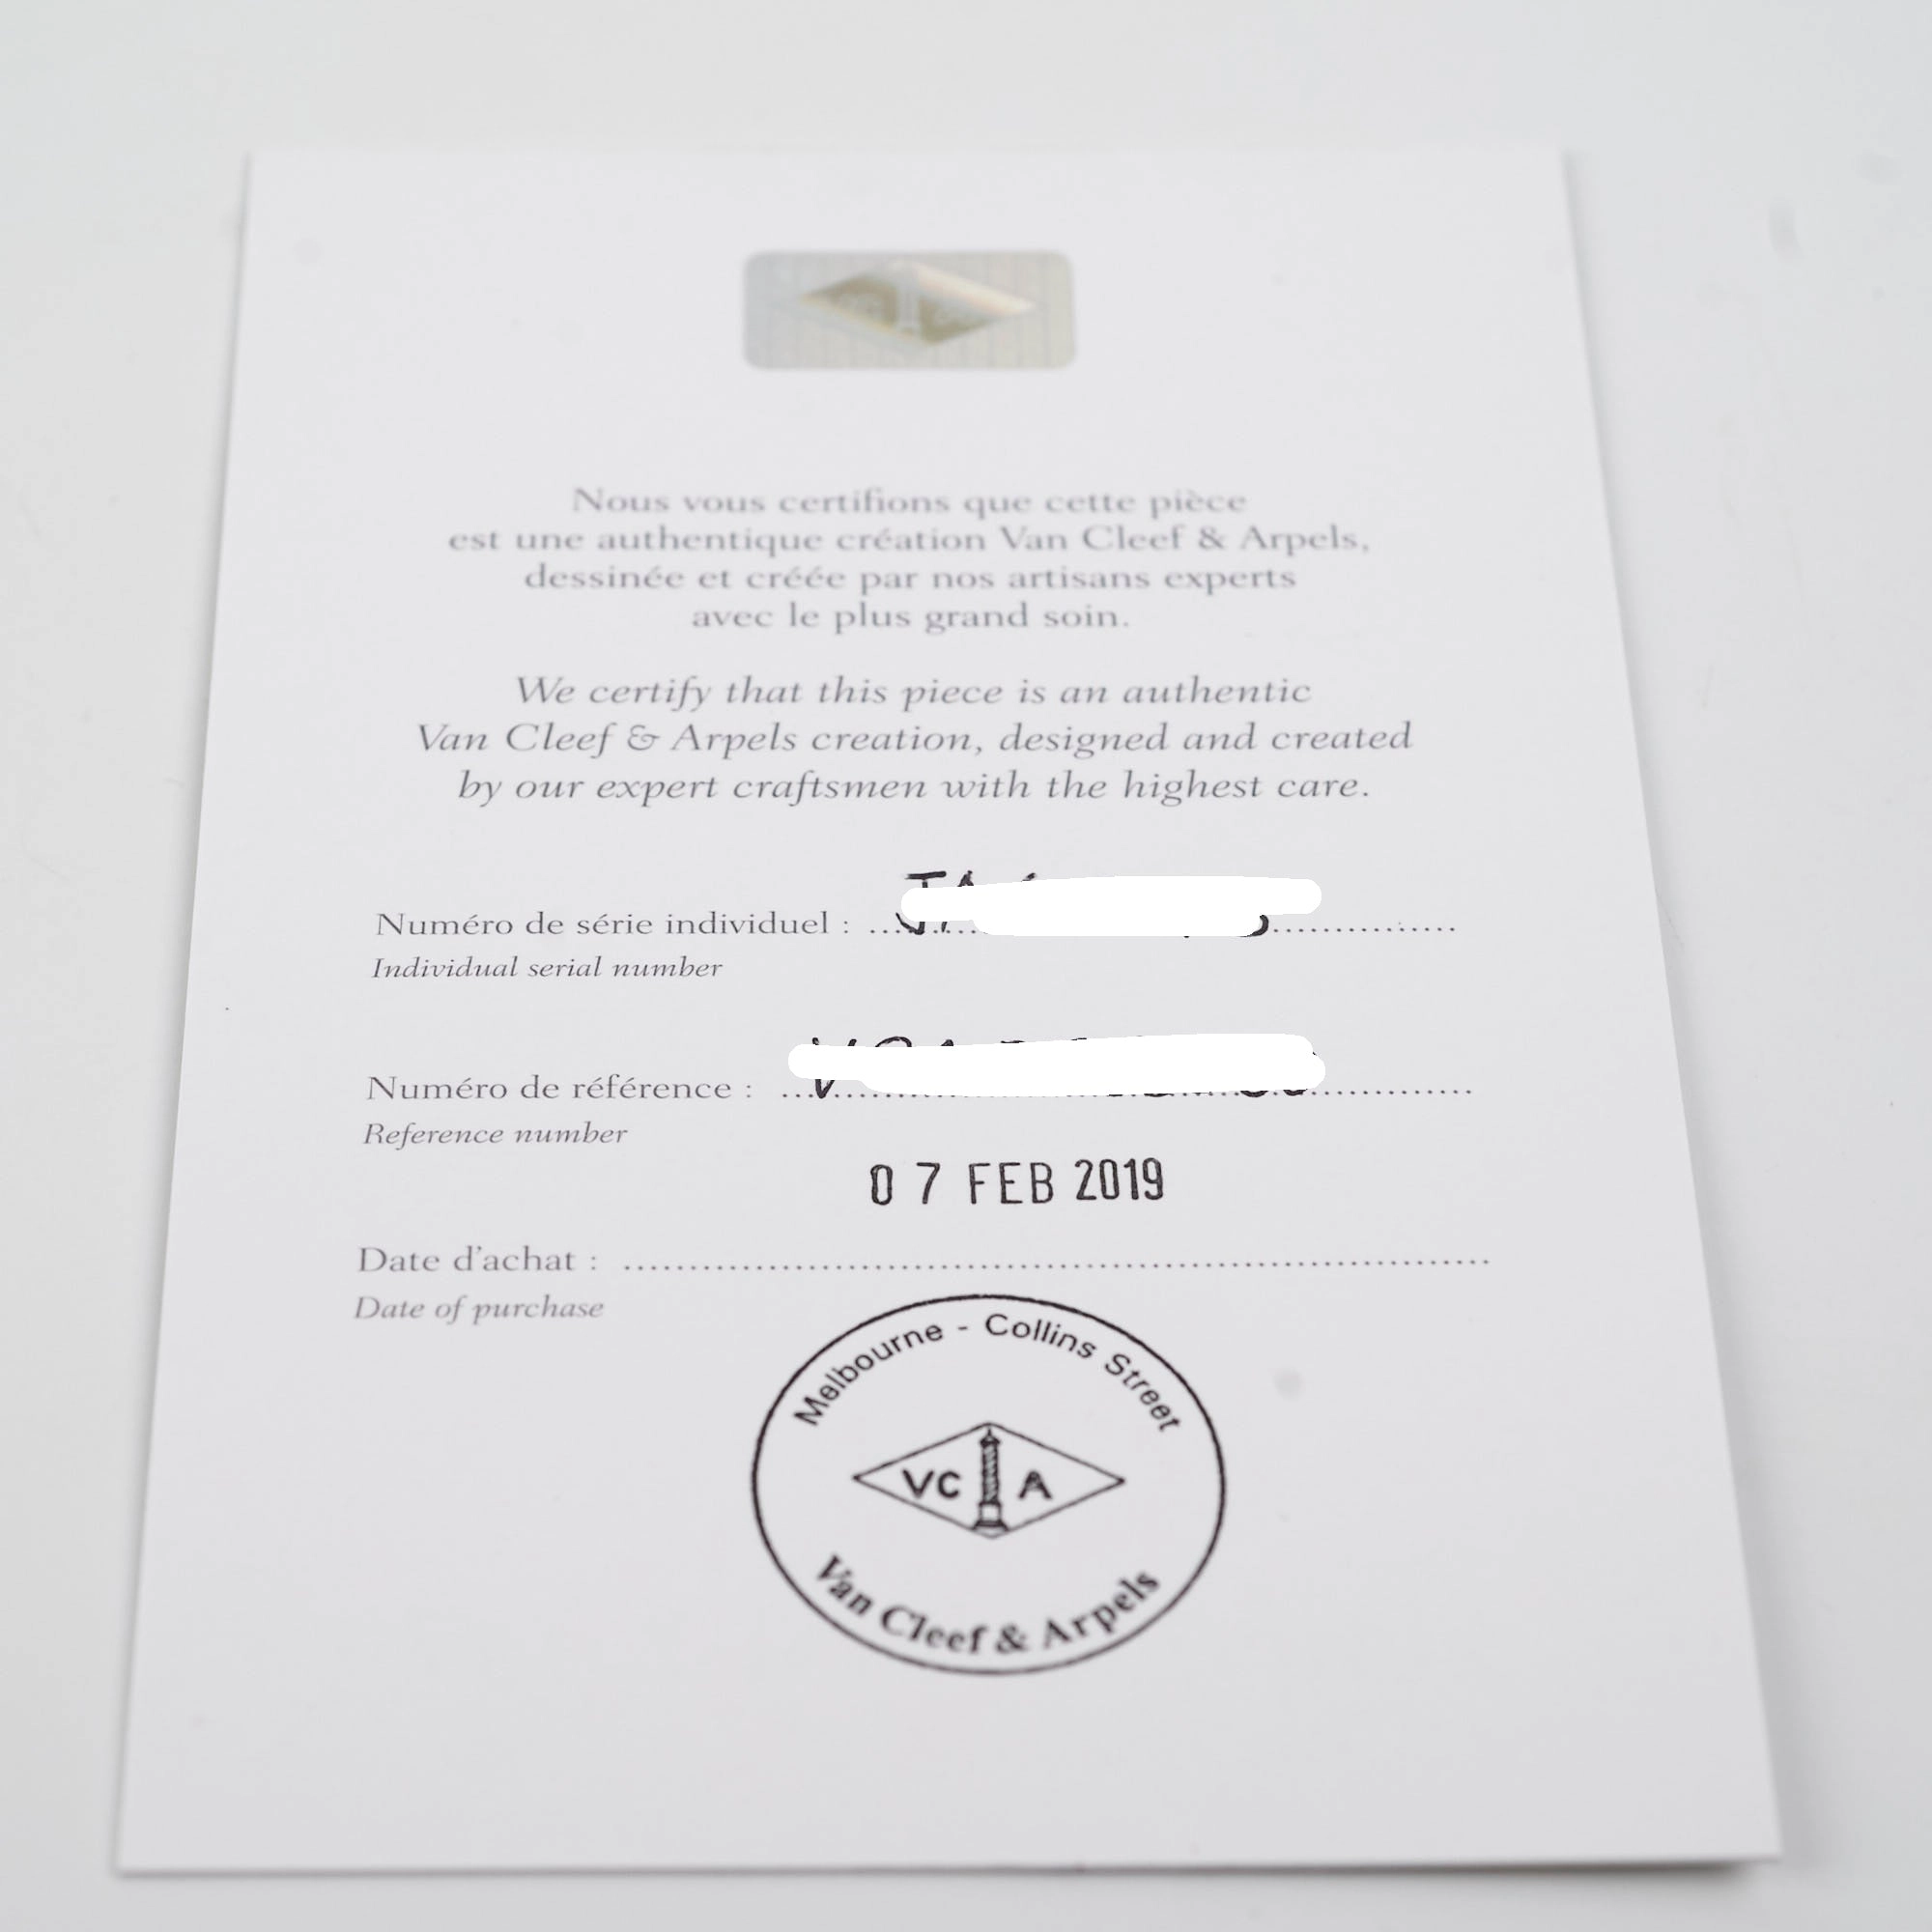 Nous vous certifions que cette pièce
est une authentique création Van Cleef & Arpels,
dessinée et créée par nos artisans experts
avec le plus grand soin.
We certify that this piece is an authentic
Van Cleef & Arpels creation, designed and created
by our expert craftsmen with the highest care.
Numéro de série individuel :
Individual serial number
Numéro de référence :
Reference number
07 FEB 2019
Date d'achat :
Date of purchase
Melbourne - Collins Street
VC A
Van Cleef & Arpels